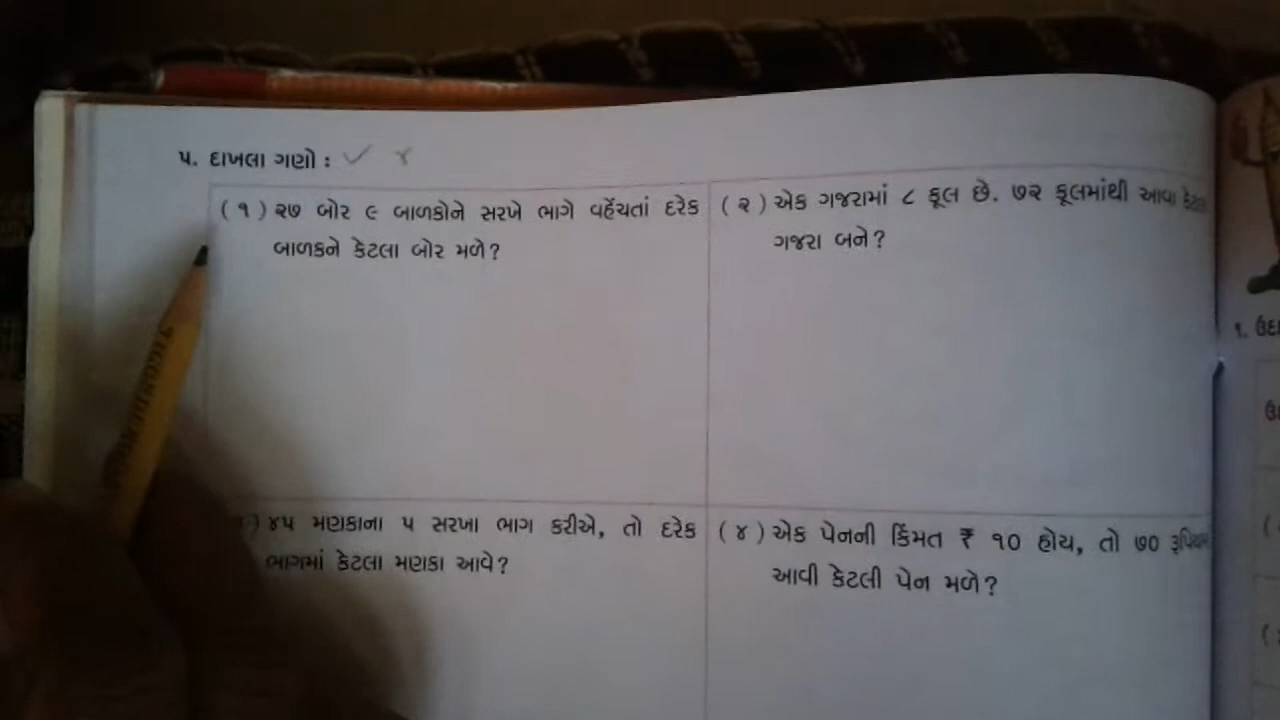 ૫. દાખલા ગણો :
(૧) ૨૭ બોર ૯ બાળકોને સરખે ભાગે વહેંચતાં દરેક
બાળકને કેટલા બોર મળે?
(૨) એક ગજરામાં ૮ ફૂલ છે. ૭૨ ફૂલમાંથી આવા
ગજરા બને?
) ૪૫ મણકાના ૫ સરખા ભાગ કરીએ, તો દરેક
ભાગમાં કેટલા મણકા આવે?
(૪) એક પેનની કિંમત ₹ ૧૦ હોય, તો ૭૦
આવી કેટલી પેન મળે?
૧.